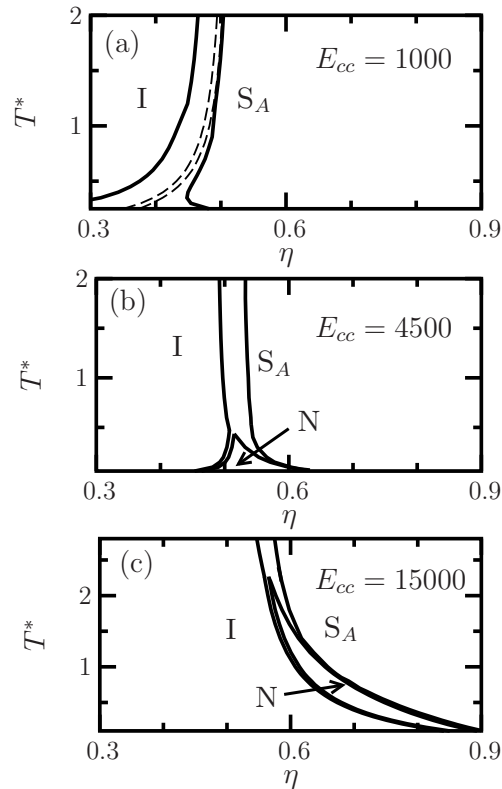 2
(a)
E_cc = 1000
I
S_A
T*
1
0.3
0.6
0.9
η
2
(b)
E_cc = 4500
I
S_A
T*
1
N
0.3
0.6
0.9
η
(c)
E_cc = 15000
2
I
S_A
T*
1
N
0.3
0.6
0.9
η